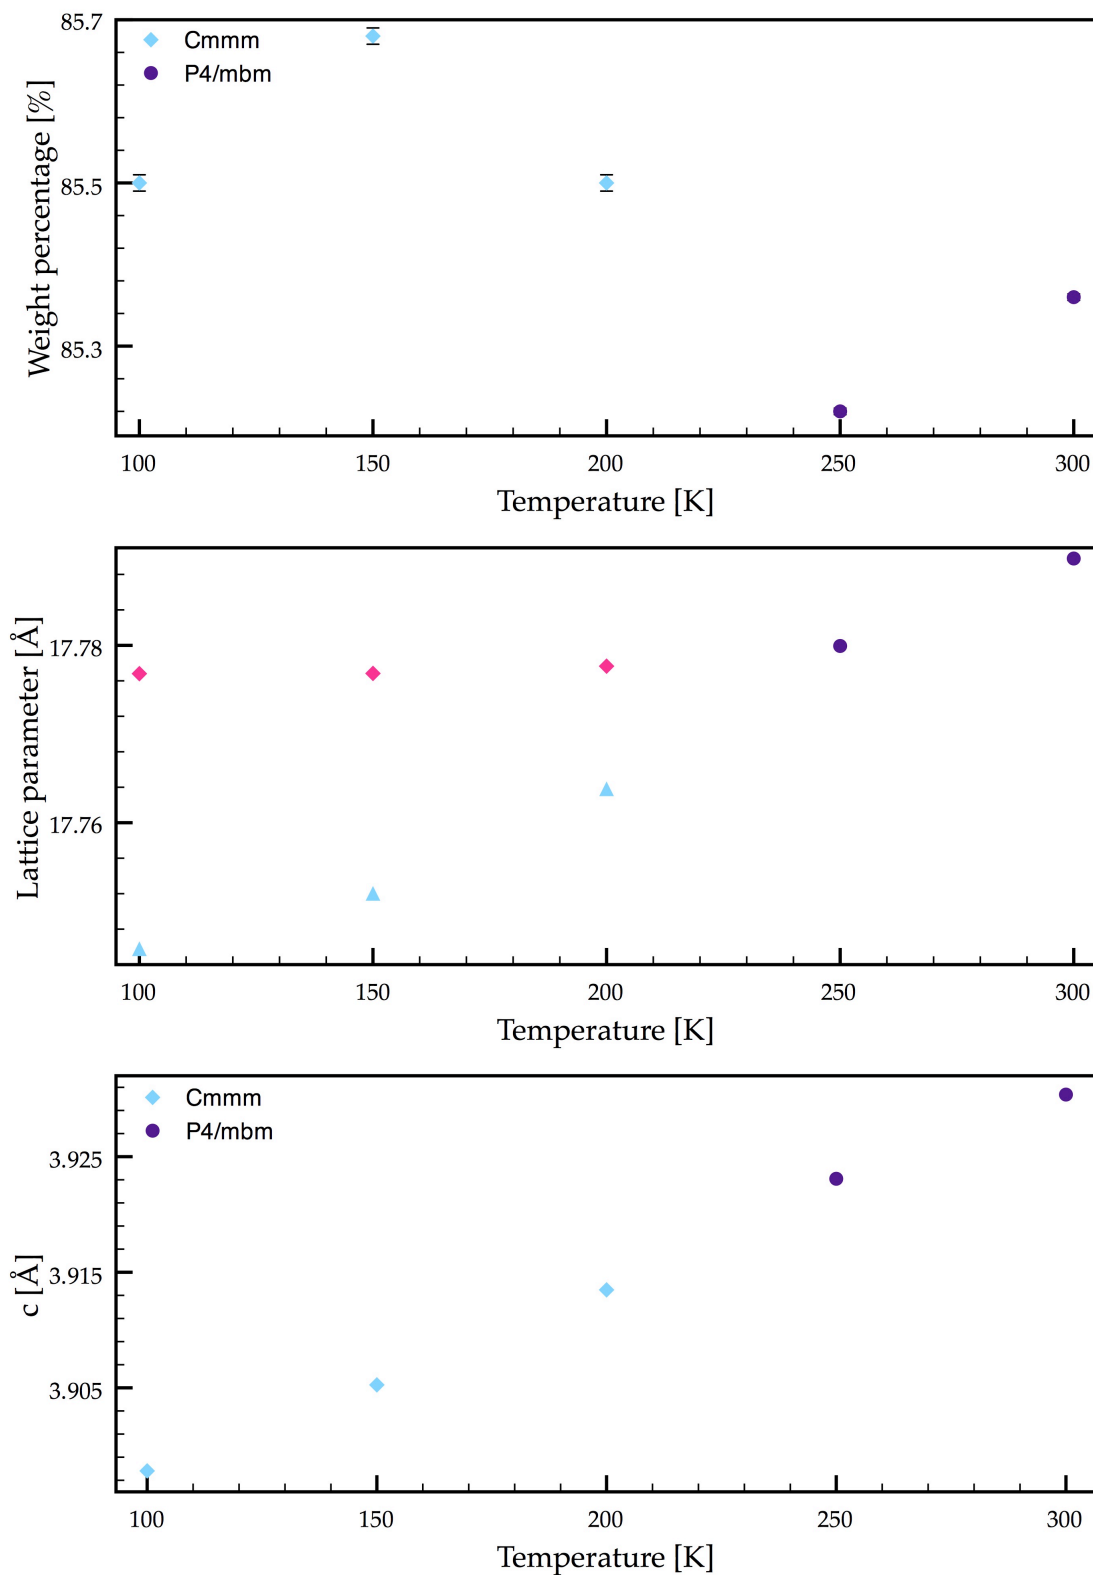 85.7
Cmmm
P4/mbm
Weight percentage [%]
85.5
85.3
100 150 200 250 300
Temperature [K]
Lattice parameter [Å]
17.78
17.76
100 150 200 250 300
Temperature [K]
Cmmm
P4/mbm
3.925
c [Å]
3.915
3.905
100 150 200 250 300
Temperature [K]